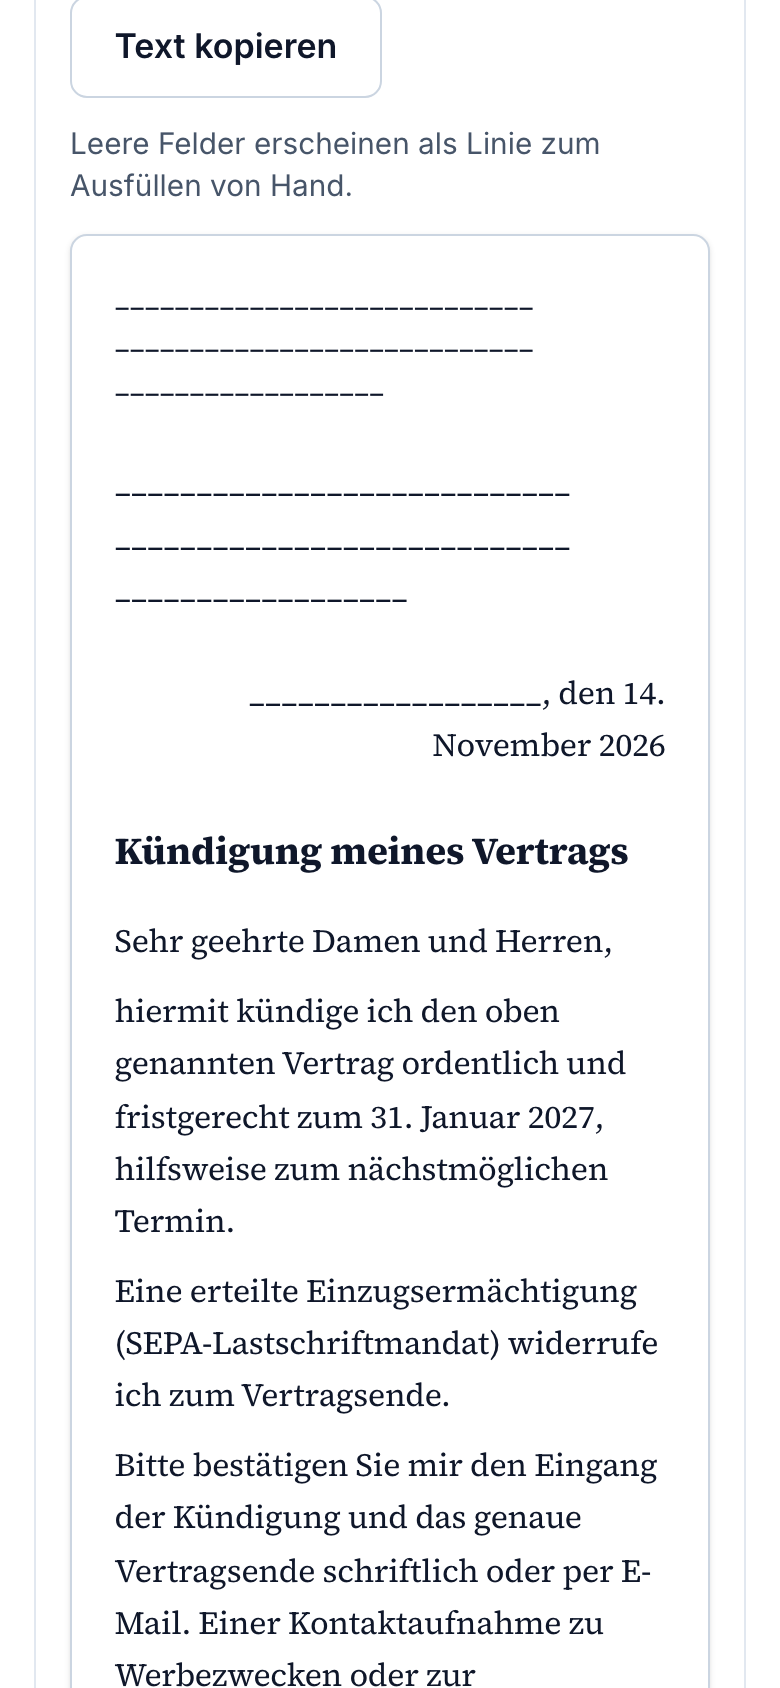 Text kopieren
Leere Felder erscheinen als Linie zum
Ausfüllen von Hand.
____________________________
____________________________
__________________
____________________________
____________________________
__________________
__________________, den 14.
November 2026
Kündigung meines Vertrags
Sehr geehrte Damen und Herren,
hiermit kündige ich den oben
genannten Vertrag ordentlich und
fristgerecht zum 31. Januar 2027,
hilfsweise zum nächstmöglichen
Termin.
Eine erteilte Einzugsermächtigung
(SEPA-Lastschriftmandat) widerrufe
ich zum Vertragsende.
Bitte bestätigen Sie mir den Eingang
der Kündigung und das genaue
Vertragsende schriftlich oder per E-
Mail. Einer Kontaktaufnahme zu
Werbezwecken oder zur